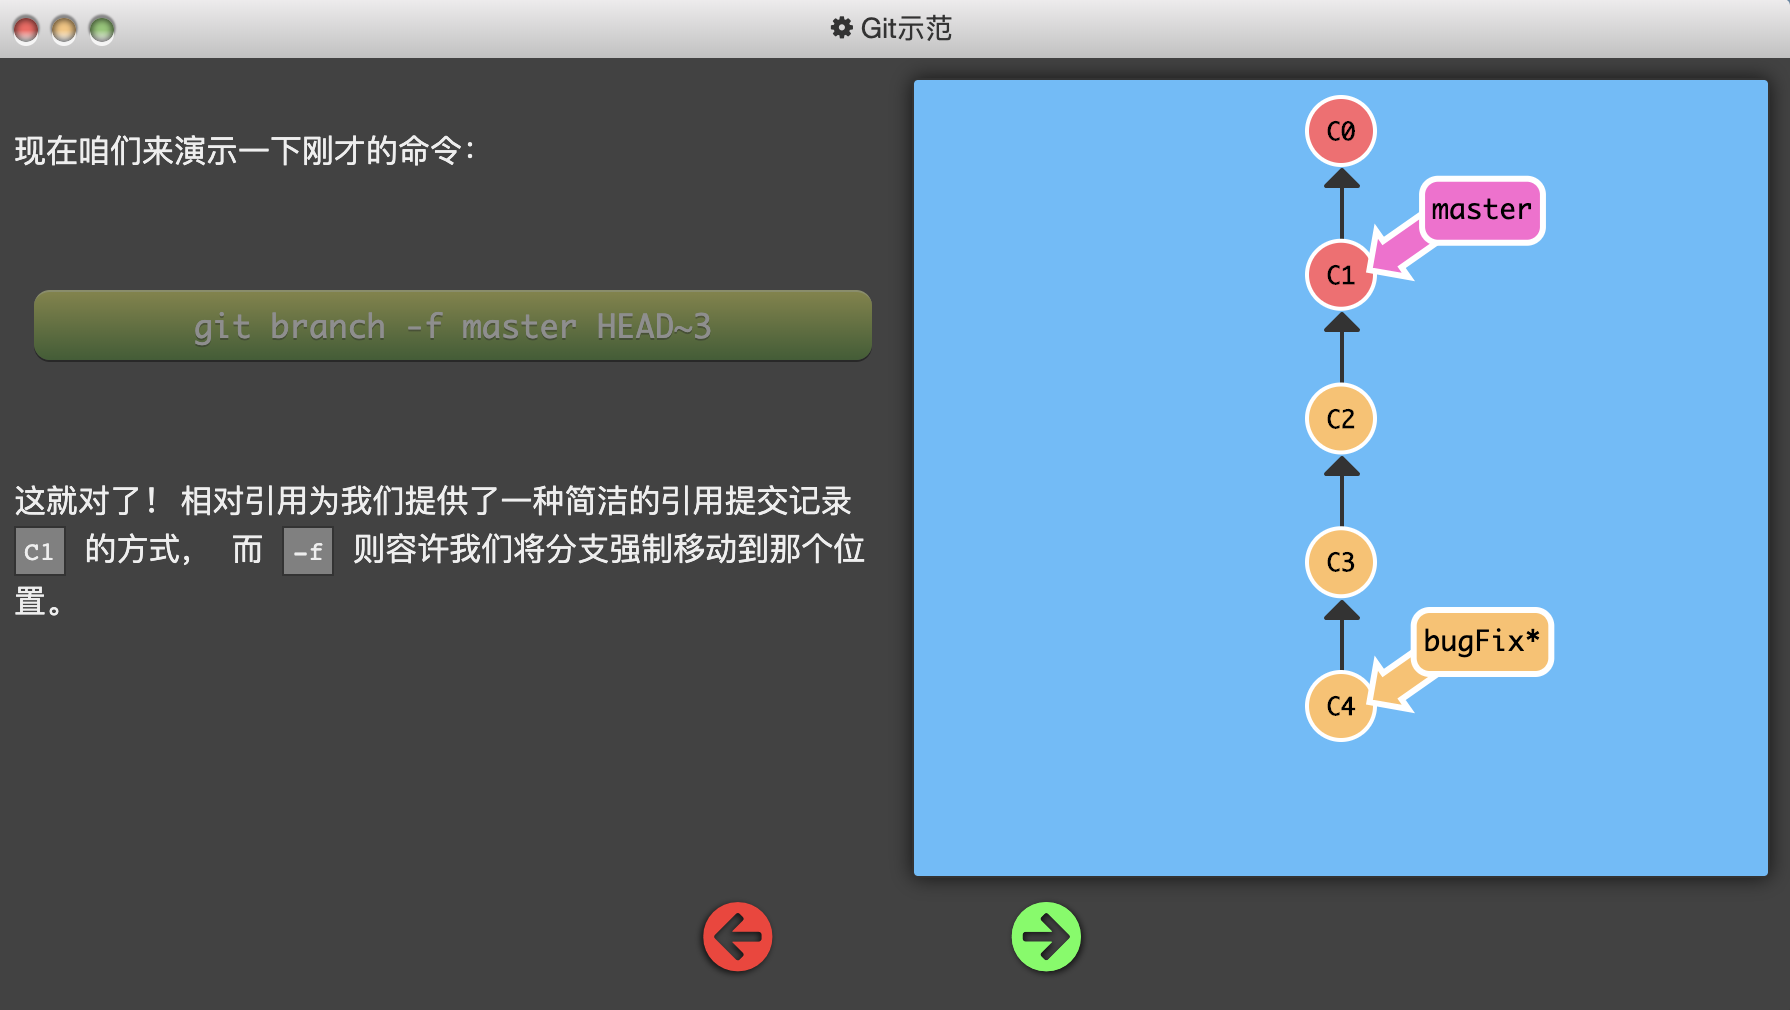 Git示范
现在咱们来演示一下刚才的命令：
git branch -f master HEAD~3
这就对了！相对引用为我们提供了一种简洁的引用提交记录
C1 的方式， 而 -f 则容许我们将分支强制移动到那个位
置。
C0
master
C1
C2
C3
bugFix*
C4